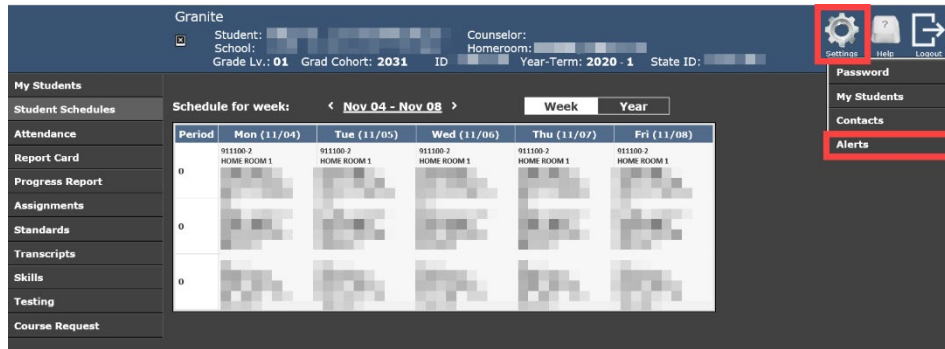 Granite
Student:
School:
Grade Lv.: 01 Grad Cohort: 2031 ID
Counselor:
Homeroom:
Year-Term: 2020 - 1 State ID:
Settings
?
Help
Logout
Password
My Students
Contacts
Alerts
My Students
Student Schedules
Attendance
Report Card
Progress Report
Assignments
Standards
Transcripts
Skills
Testing
Course Request
Schedule for week: < Nov 04 - Nov 08 > Week Year
Period Mon (11/04) Tue (11/05) Wed (11/06) Thu (11/07) Fri (11/08)
911100-2 911100-2 911100-2 911100-2 911100-2
HOME ROOM 1 HOME ROOM 1 HOME ROOM 1 HOME ROOM 1 HOME ROOM 1
0
0
0